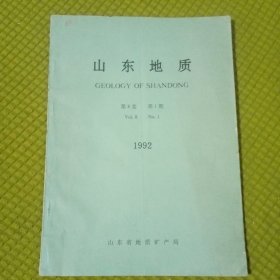 山东地质
GEOLOGY OF SHANDONG
第8卷 第1期
Vol. 8 No. 1
1992
山东省地质矿产局